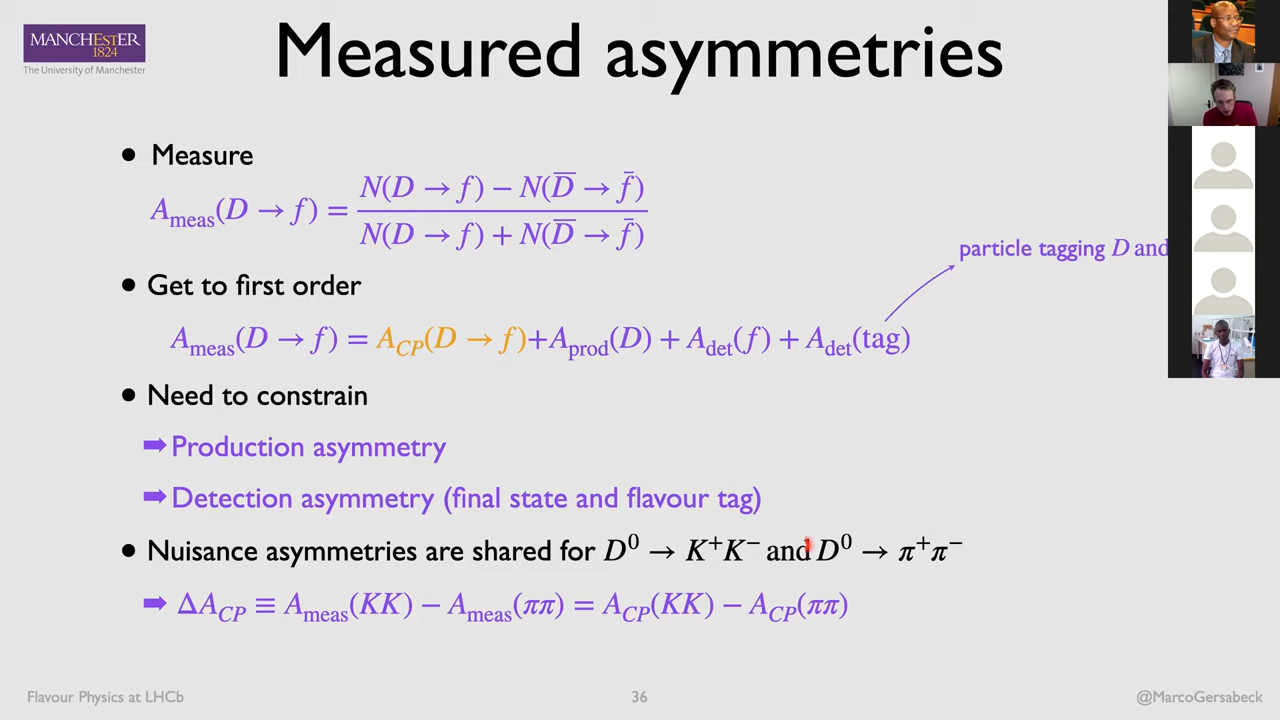 MANCHESTER
1824
The University of Manchester
Measured asymmetries
• Measure
A_meas(D → f) = (N(D → f) − N(D̅ → f̄)) / (N(D → f) + N(D̅ → f̄))
particle tagging D and
• Get to first order
A_meas(D → f) = A_CP(D → f)+A_prod(D) + A_det(f) + A_det(tag)
• Need to constrain
➡Production asymmetry
➡Detection asymmetry (final state and flavour tag)
• Nuisance asymmetries are shared for D⁰ → K⁺K⁻ and D⁰ → π⁺π⁻
➡ ΔA_CP ≡ A_meas(KK) − A_meas(ππ) = A_CP(KK) − A_CP(ππ)
Flavour Physics at LHCb
36
@MarcoGersabeck